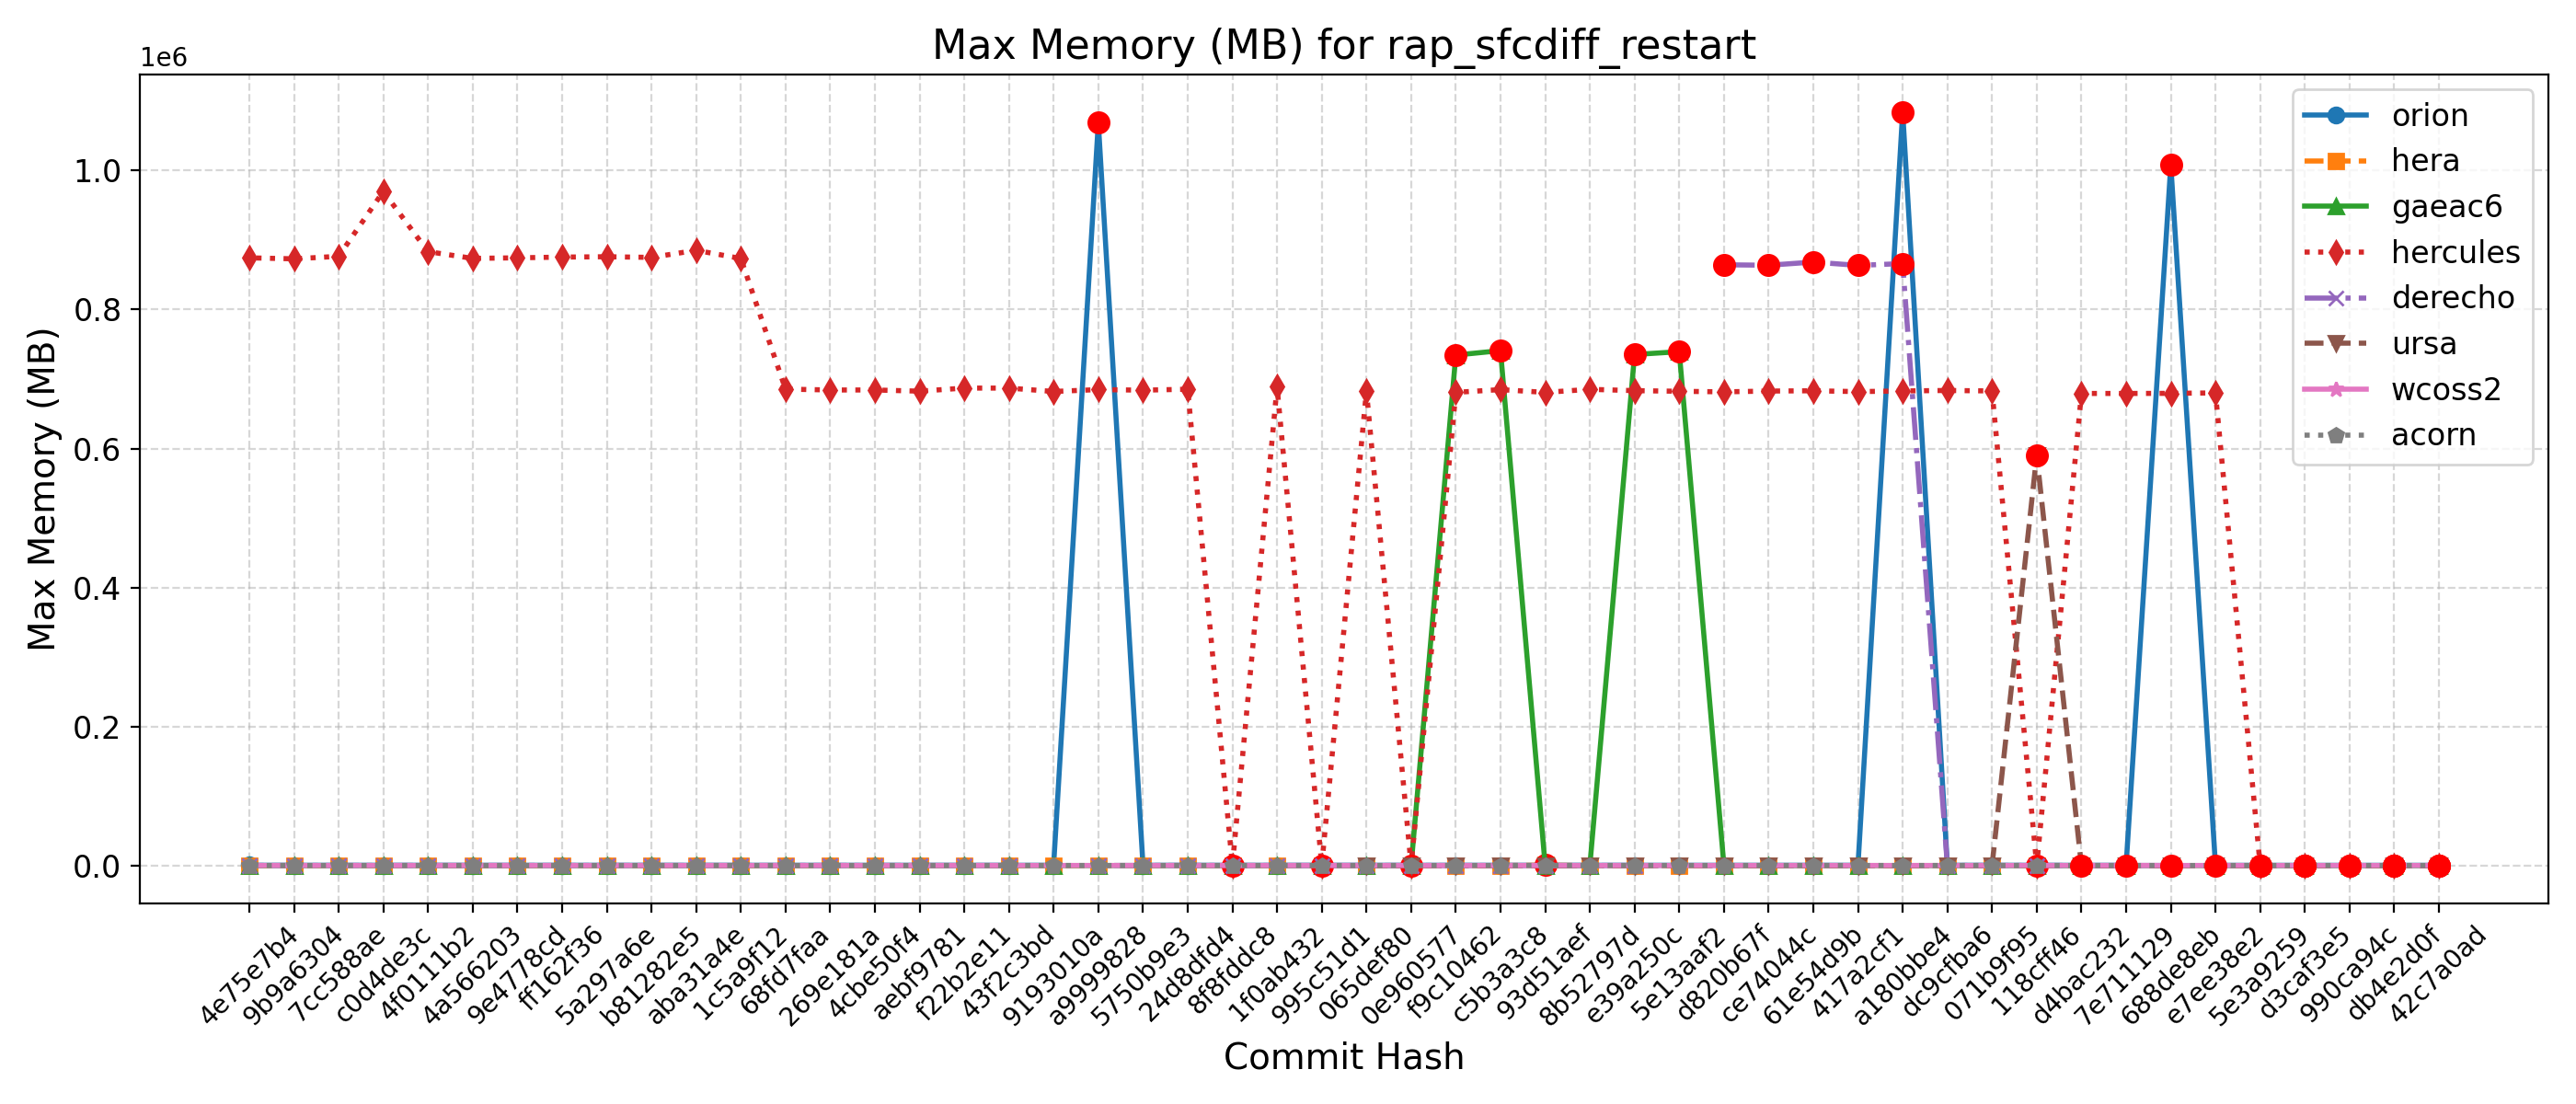 Max Memory (MB) for rap_sfcdiff_restart
1e6
1.0
0.8
0.6
0.4
0.2
0.0
Max Memory (MB)
orion
hera
gaeac6
hercules
derecho
ursa
wcoss2
acorn
4e75e7b4
9b9a6304
7cc588ae
c0d4de3c
4f0111b2
4a566203
9e4778cd
ff162f36
5a297a6e
b81282e5
aba31a4e
1c5a9f12
68fd7faa
269e181a
4cbe50f4
aebf9781
f22b2e11
43f2c3bd
9193010a
a9999828
5750b9e3
24d8dfd4
8f8fddc8
1f0ab432
995c51d1
065def80
0e960577
f9c10462
c5b3a3c8
93d51aef
8b52797d
e39a250c
5e13aaf2
d820b67f
ce74044c
61e54d9b
417a2cf1
a180bbe4
dc9cfba6
071b9f95
118cff46
d4bac232
7e711129
688de8eb
e7ee38e2
5e3a9259
d3caf3e5
990ca94c
db4e2d0f
42c7a0ad
Commit Hash